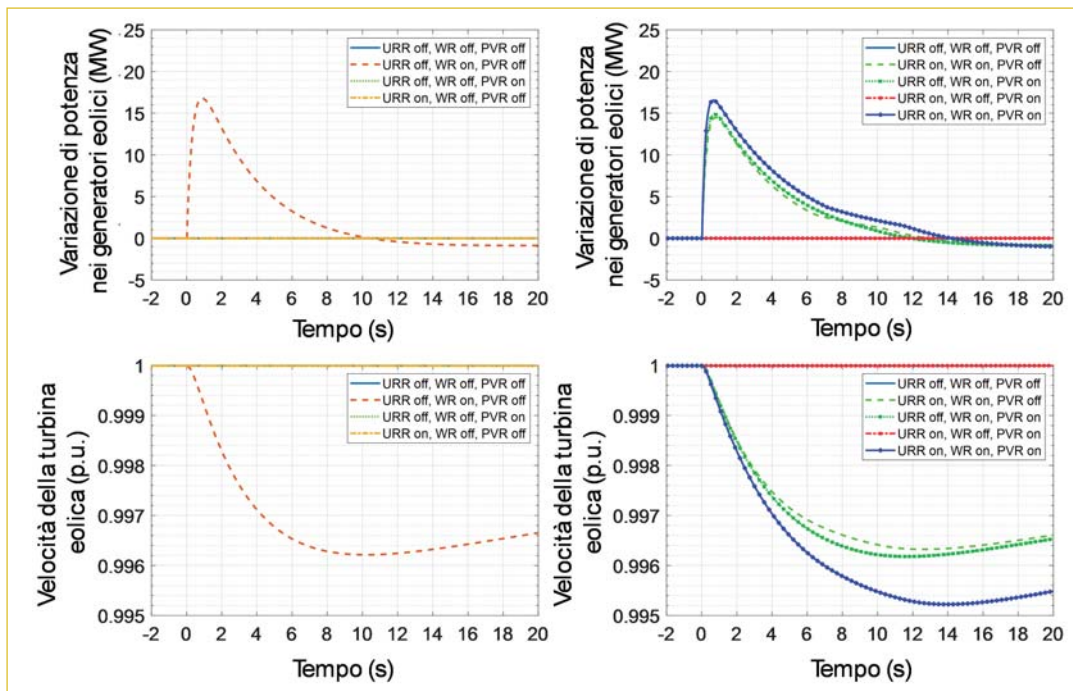 Variazione di potenza
nei generatori eolici (MW)
25
20
15
10
5
0
-5
-2 0 2 4 6 8 10 12 14 16 18 20
Tempo (s)
URR off, WR off, PVR off
URR off, WR on, PVR off
URR off, WR off, PVR on
URR on, WR off, PVR off
Variazione di potenza
nei generatori eolici (MW)
25
20
15
10
5
0
-5
-2 0 2 4 6 8 10 12 14 16 18 20
Tempo (s)
URR off, WR off, PVR off
URR off, WR on, PVR off
URR off, WR on, PVR on
URR on, WR off, PVR on
URR on, WR on, PVR on
Velocità della turbina
eolica (p.u.)
1
0.999
0.998
0.997
0.996
0.995
-2 0 2 4 6 8 10 12 14 16 18 20
Tempo (s)
URR off, WR off, PVR off
URR off, WR on, PVR off
URR off, WR off, PVR on
URR on, WR off, PVR off
Velocità della turbina
eolica (p.u.)
1
0.999
0.998
0.997
0.996
0.995
-2 0 2 4 6 8 10 12 14 16 18 20
Tempo (s)
URR off, WR off, PVR off
URR off, WR on, PVR off
URR off, WR on, PVR on
URR on, WR off, PVR on
URR on, WR on, PVR on